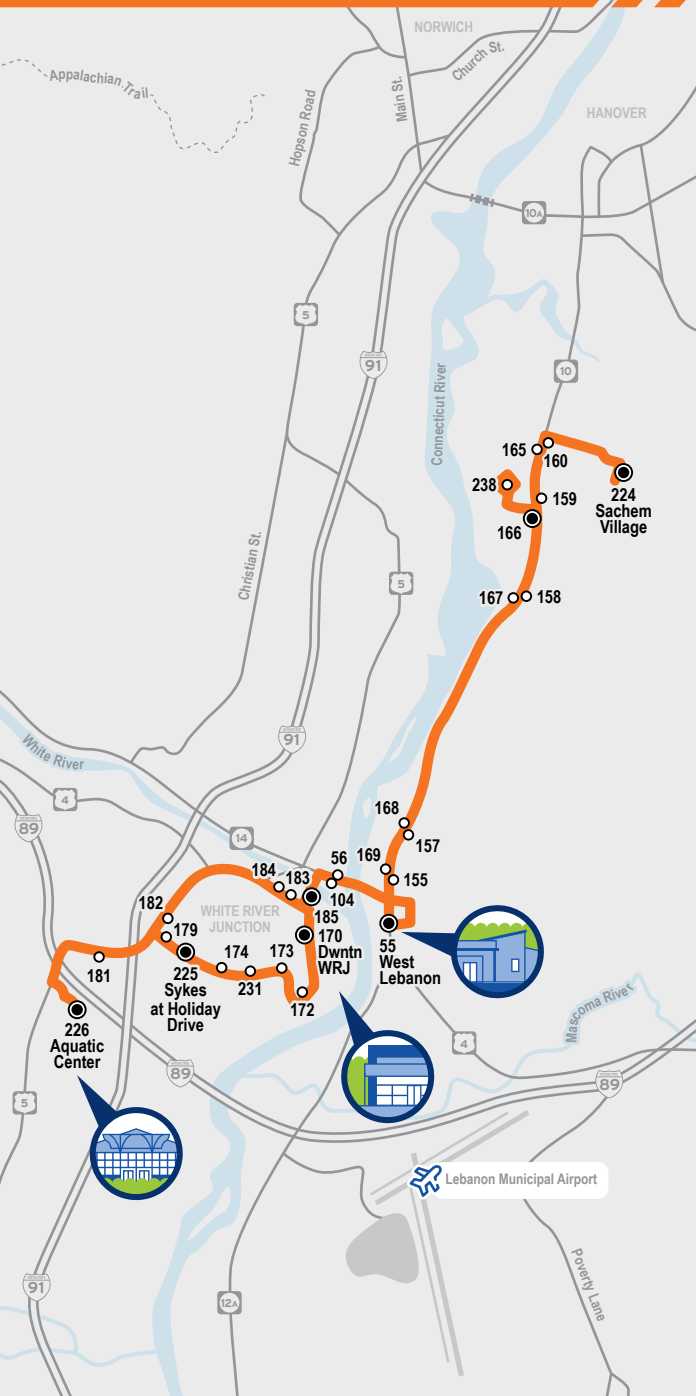 NORWICH
Church St.
Appalachian Trail
Main St.
Hopson Road
HANOVER
10A
5
91
10
Connecticut River
165
160
238
224
Sachem
Village
159
166
Christian St.
5
167
158
91
White River
4
89
14
168
157
56
169
184
183
155
104
182
185
WHITE RIVER
JUNCTION
179
170
Dwntn
WRJ
174
173
55
West
Lebanon
181
225
Sykes
at Holiday
Drive
231
172
226
Aquatic
Center
Mascoma River
4
89
89
5
Lebanon Municipal Airport
91
12A
Poverty Lane